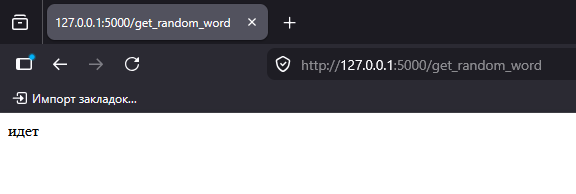 127.0.0.1:5000/get_random_word
http://127.0.0.1:5000/get_random_word
Импорт закладок...
идет